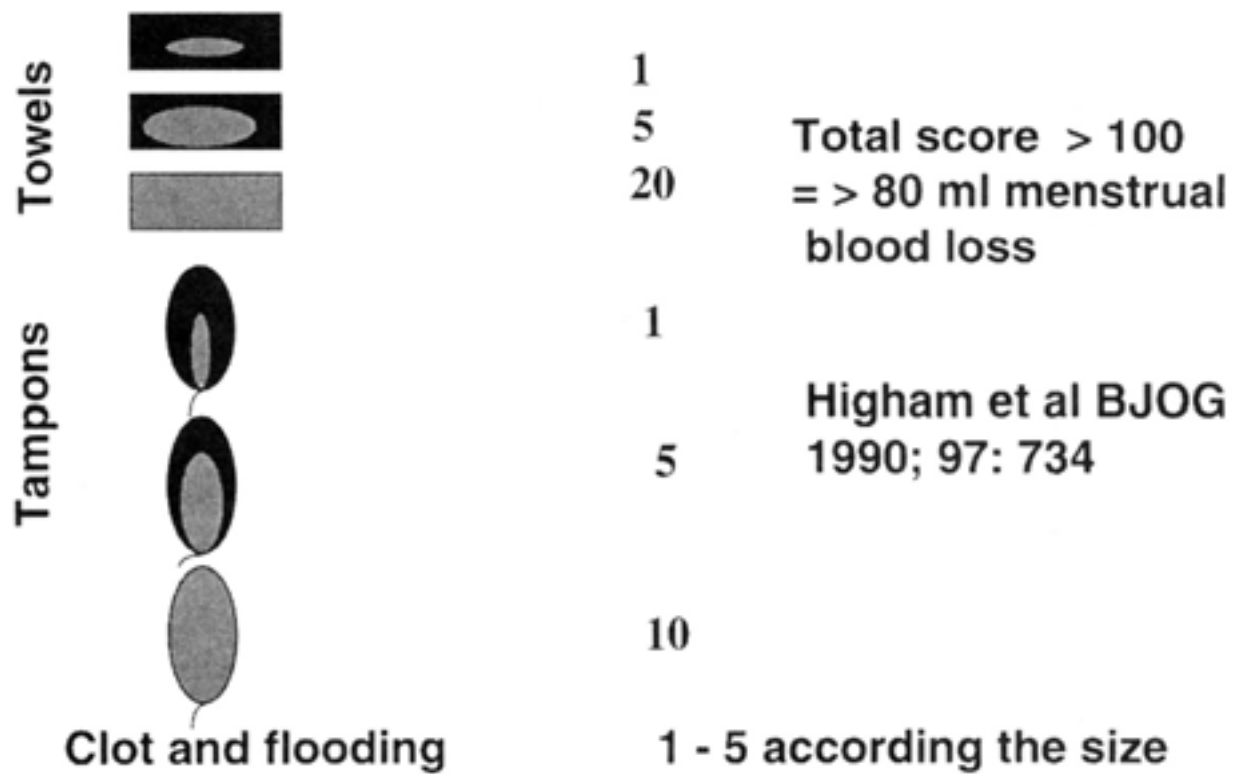 Towels
1
5
20
Total score > 100
= > 80 ml menstrual
blood loss
Tampons
1
5
10
Higham et al BJOG
1990; 97: 734
Clot and flooding
1 - 5 according the size